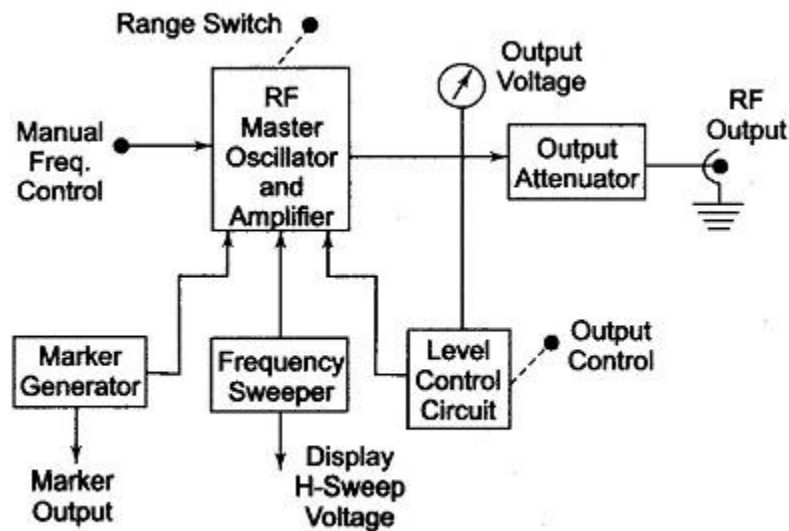 Range Switch
Output
Voltage
RF
Master
Oscillator
and
Amplifier
RF
Output
Manual
Freq.
Control
Output
Attenuator
Marker
Generator
Frequency
Sweeper
Level
Control
Circuit
Output
Control
Marker
Output
Display
H-Sweep
Voltage